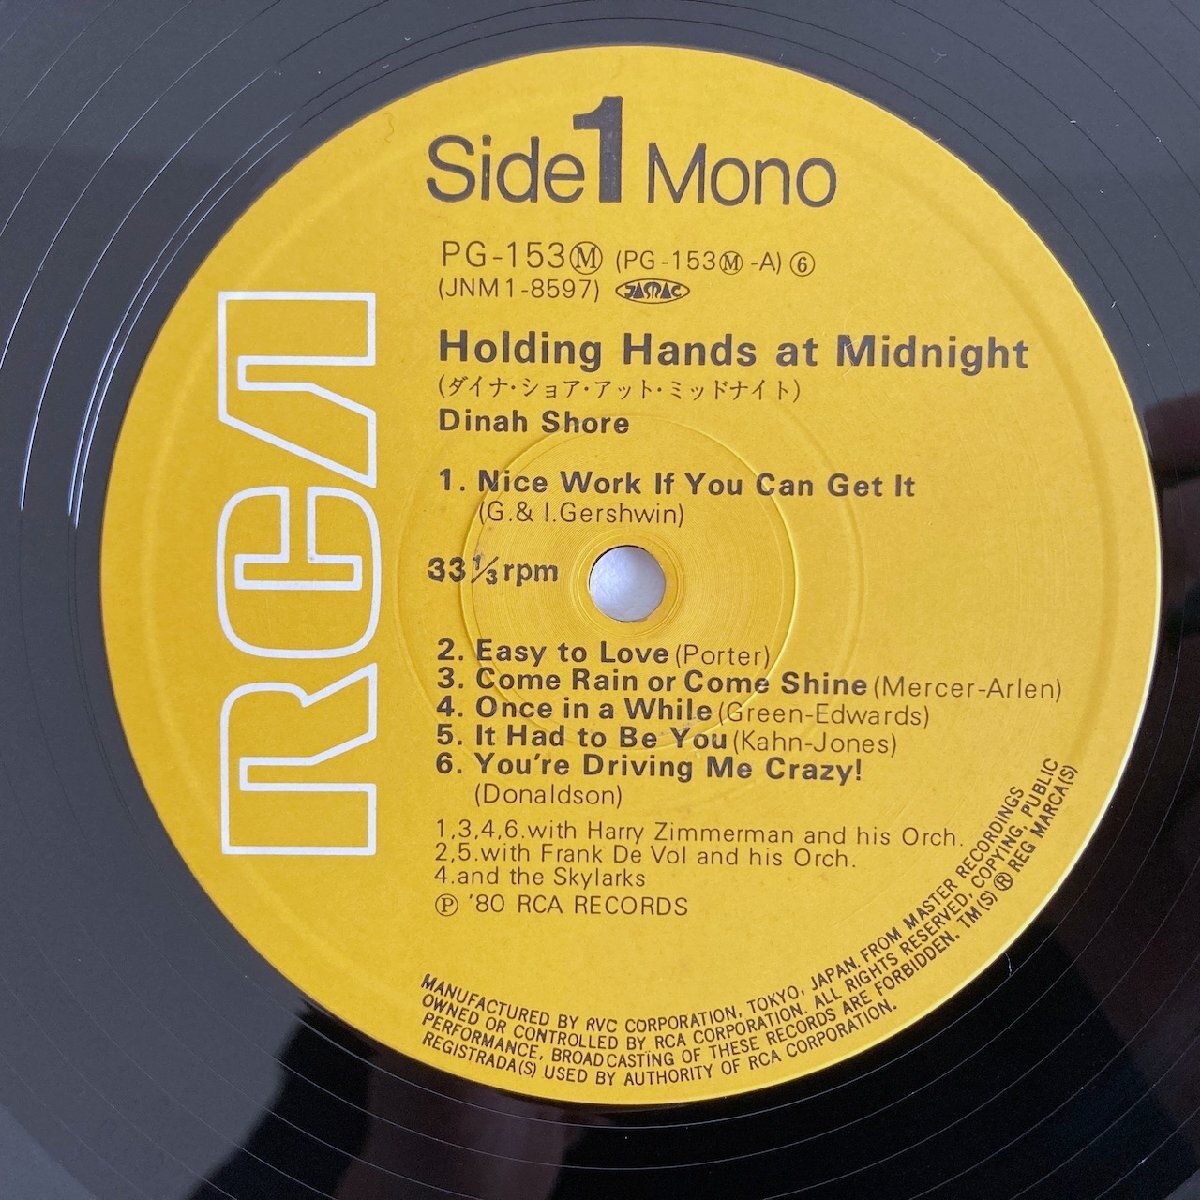 Side 1 Mono
PG-153Ⓜ (PG-153Ⓜ-A) ⑥
(JNM1-8597) JASRAC
Holding Hands at Midnight
(ダイナ・ショア・アット・ミッドナイト)
Dinah Shore
1. Nice Work If You Can Get It
(G.& I.Gershwin)
33 1/3 rpm
2. Easy to Love (Porter)
3. Come Rain or Come Shine (Mercer-Arlen)
4. Once in a While (Green-Edwards)
5. It Had to Be You (Kahn-Jones)
6. You're Driving Me Crazy!
(Donaldson)
1,3,4,6.with Harry Zimmerman and his Orch.
2,5.with Frank De Vol and his Orch.
4.and the Skylarks
Ⓟ '80 RCA RECORDS
RCA
MANUFACTURED BY RVC CORPORATION, TOKYO, JAPAN. FROM MASTER RECORDINGS
OWNED OR CONTROLLED BY RCA CORPORATION. ALL RIGHTS RESERVED, COPYING, PUBLIC
PERFORMANCE, BROADCASTING OF THESE RECORDS ARE FORBIDDEN. TM(S) ® REG MARCA(S)
REGISTRADA(S) USED BY AUTHORITY OF RCA CORPORATION.